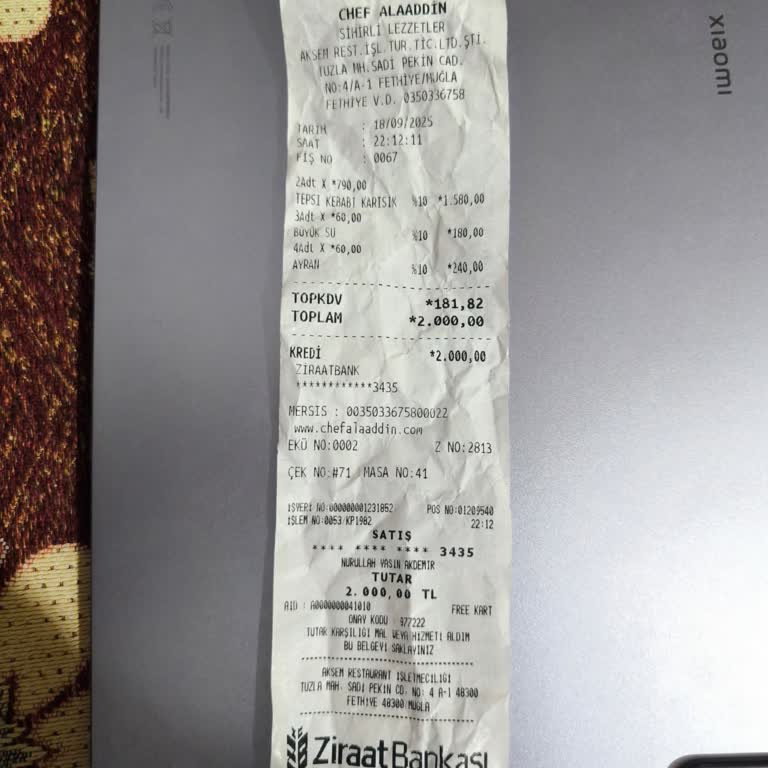 CHEF ALAADDİN
SİHİRLİ LEZZETLER
AKSEM REST.İŞL.TUR.TİC.LTD.ŞTİ.
TUZLA MH.SADİ PEKİN CAD.
NO:4/A-1 FETHİYE/MUĞLA
FETHİYE V.D. 0350336758
TARİH : 18/09/2025
SAAT : 22:12:11
FİŞ NO : 0067
2Adt X *790,00
TEPSİ KEBABI KARISIK %10 *1.580,00
3Adt X *60,00
BÜYÜK SU %10 *180,00
4Adt X *60,00
AYRAN %10 *240,00
TOPKDV *181,82
TOPLAM *2.000,00
KREDİ *2.000,00
ZİRAATBANK
************3435
MERSIS : 0035033675800022
www.chefalaaddin.com
EKÜ NO:0002 Z NO:2813
ÇEK NO:#71 MASA NO:41
İŞYERİ NO:000000001231852 POS NO:01209540
İŞLEM NO:0053/KP1982 22:12
SATIŞ
**** **** **** 3435
NURULLAH YASIN AKDEMIR
TUTAR
2.000,00 TL
AID : A0000000041010 FREE KART
ONAY KODU : 977222
TUTAR KARŞILIĞI MAL VEYA HİZMETİ ALDIM
BU BELGEYİ SAKLAYINIZ
AKSEM RESTAURANT İŞLETMECİLİĞİ
TUZLA MAH. SADİ PEKİN CD. NO: 4 A-1 48300
FETHİYE 48300 MUĞLA
Ziraat Bankası
xiaomi